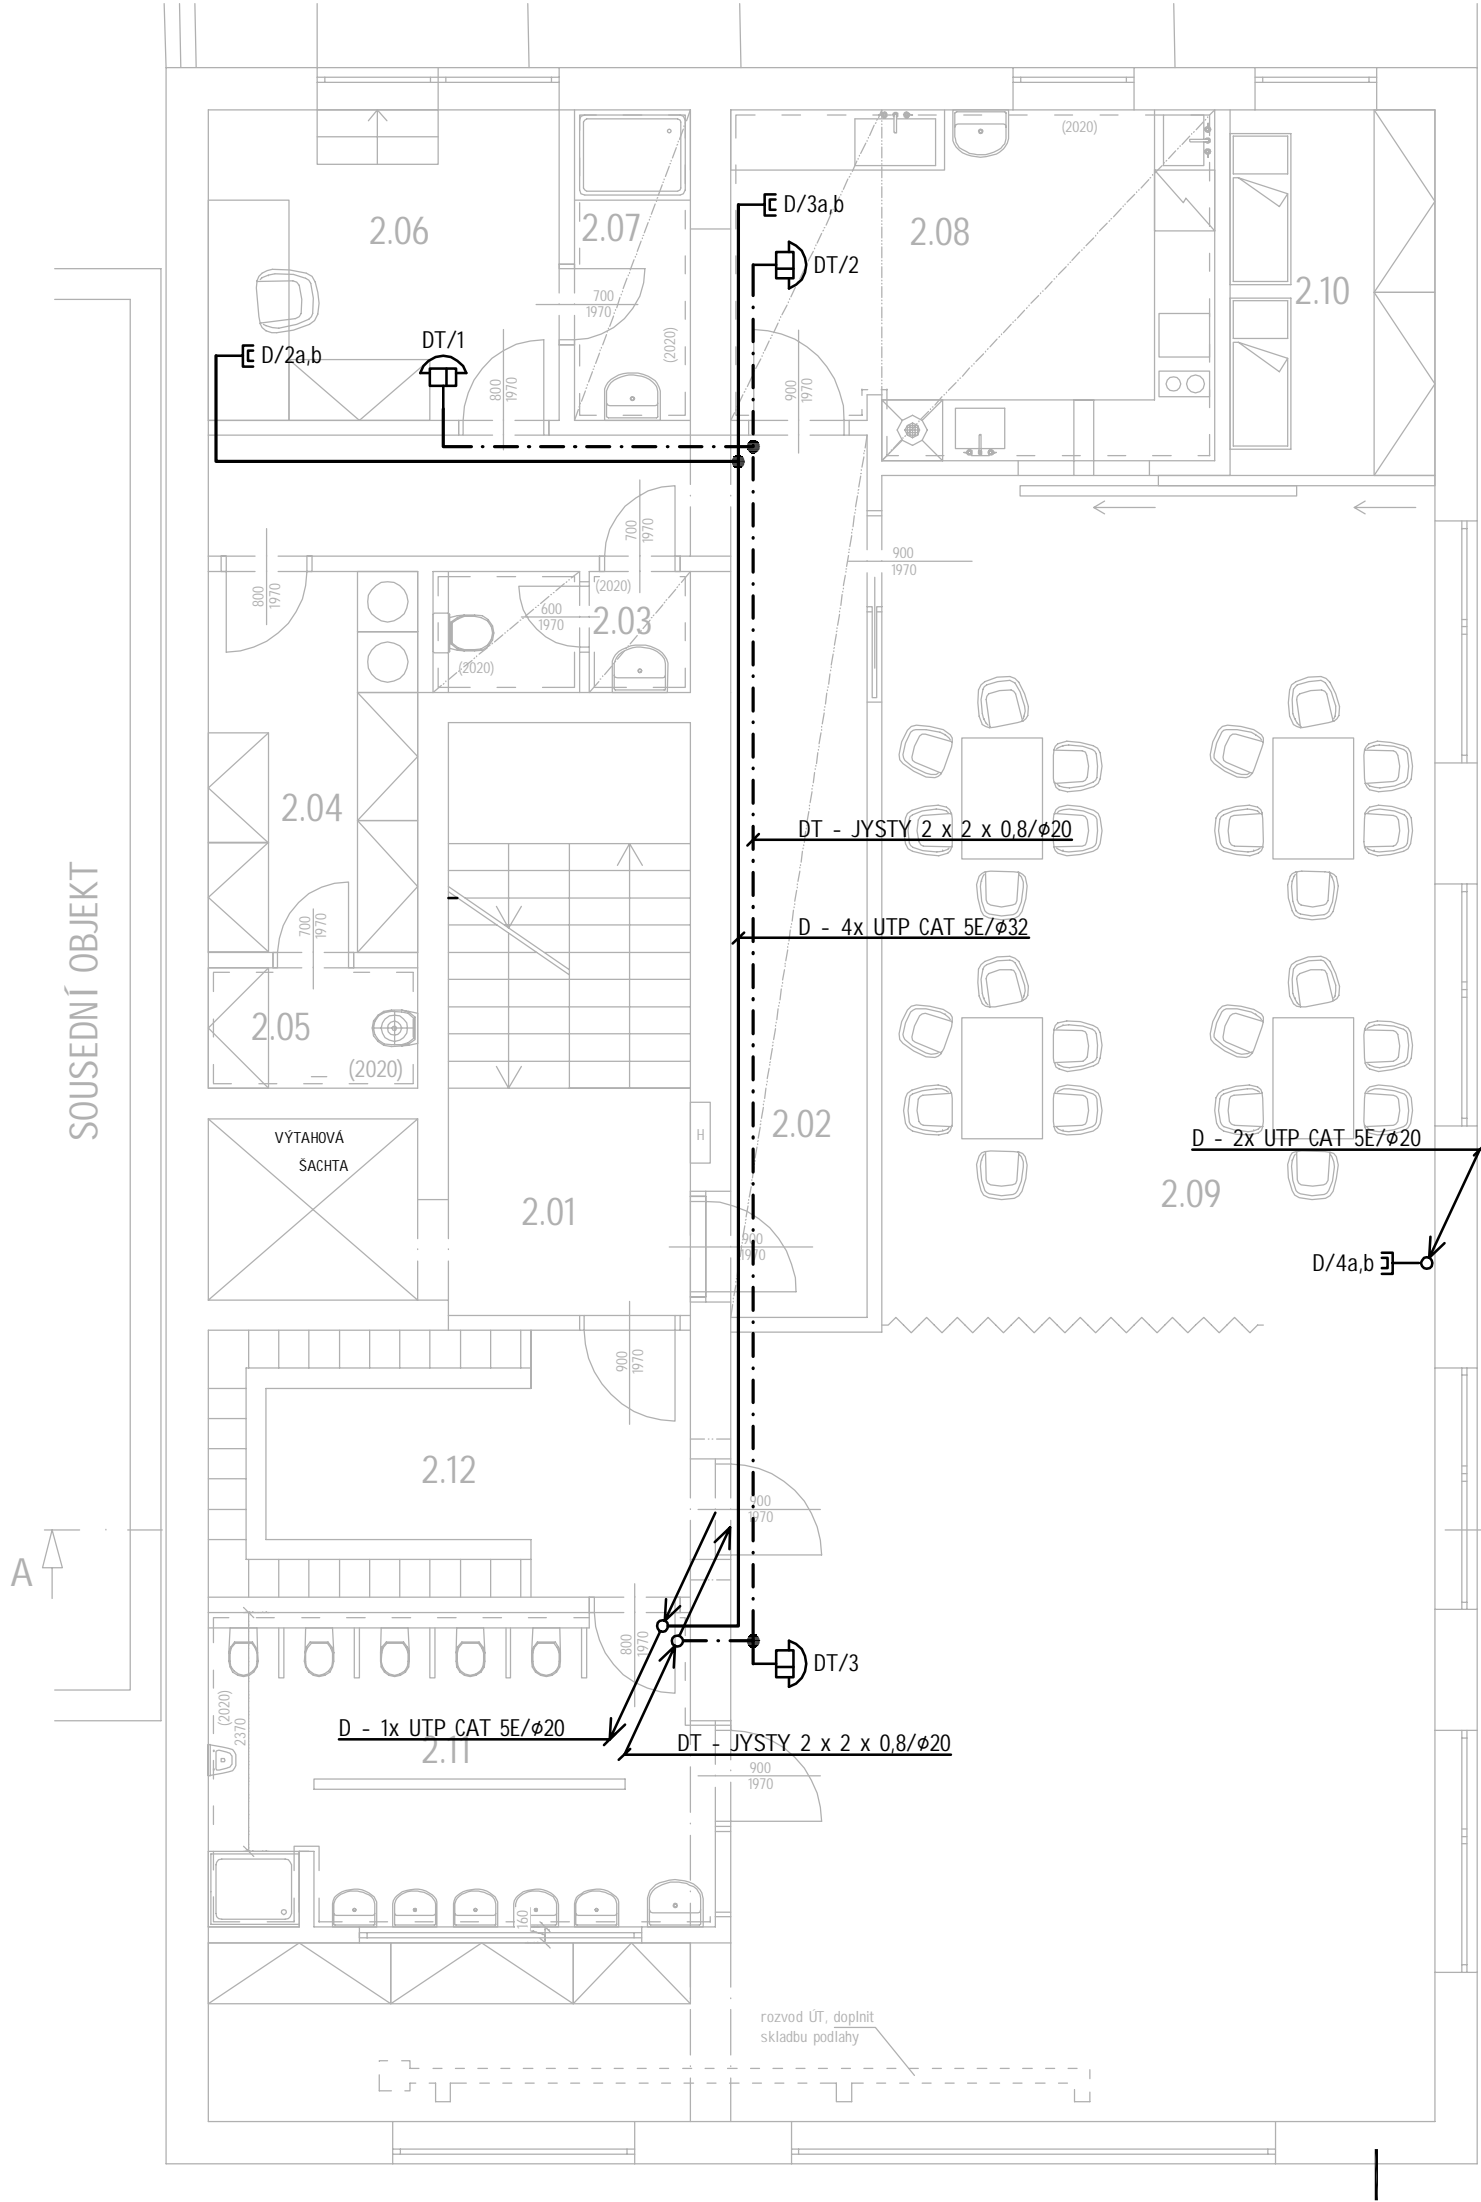 (2020)
D/3a,b
2.06
2.07
2.08
DT/2
2.10
700
1970
(2020)
DT/1
D/2a,b
800
1970
900
1970
700
1970
900
1970
800
1970
(2020)
600
1970
2.03
(2020)
2.04
DT - JYSTY 2 x 2 x 0,8/ø20
SOUSEDNÍ OBJEKT
700
1970
D - 4x UTP CAT 5E/ø32
2.05
(2020)
2.02
H
VÝTAHOVÁ
ŠACHTA
D - 2x UTP CAT 5E/ø20
2.01
2.09
900
1970
D/4a,b
900
1970
2.12
900
1970
A
800
1970
DT/3
(2020)
2370
D - 1x UTP CAT 5E/ø20
DT - JYSTY 2 x 2 x 0,8/ø20
2.11
900
1970
160
rozvod ÚT, doplnit
skladbu podlahy